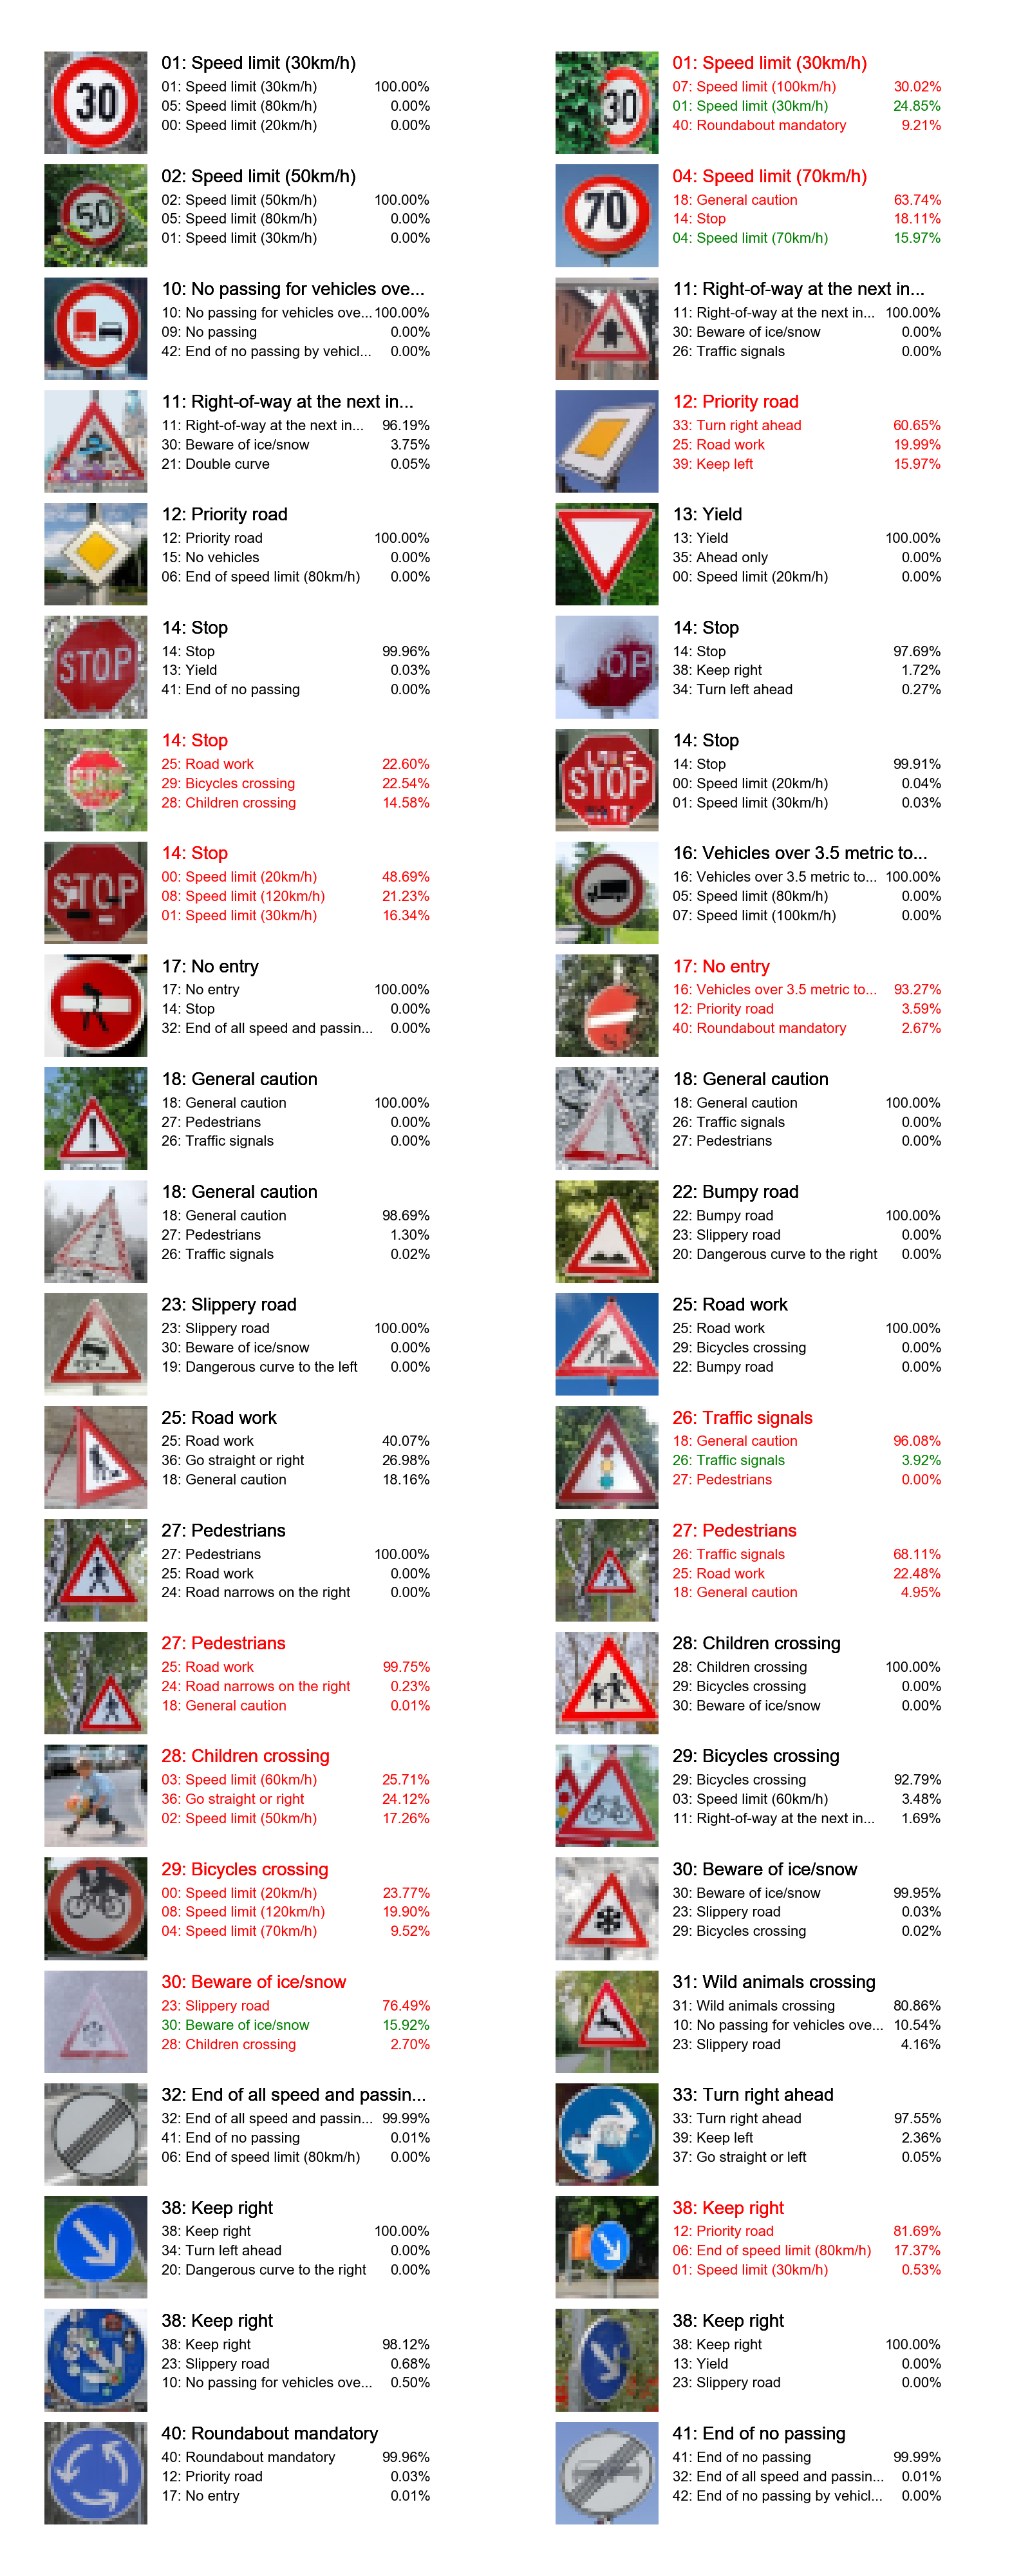 30
01: Speed limit (30km/h)
01: Speed limit (30km/h) 100.00%
05: Speed limit (80km/h) 0.00%
00: Speed limit (20km/h) 0.00%
30
01: Speed limit (30km/h)
07: Speed limit (100km/h) 30.02%
01: Speed limit (30km/h) 24.85%
40: Roundabout mandatory 9.21%
50
02: Speed limit (50km/h)
02: Speed limit (50km/h) 100.00%
05: Speed limit (80km/h) 0.00%
01: Speed limit (30km/h) 0.00%
70
04: Speed limit (70km/h)
18: General caution 63.74%
14: Stop 18.11%
04: Speed limit (70km/h) 15.97%
10: No passing for vehicles ove...
10: No passing for vehicles ove... 100.00%
09: No passing 0.00%
42: End of no passing by vehicl... 0.00%
11: Right-of-way at the next in...
11: Right-of-way at the next in... 100.00%
30: Beware of ice/snow 0.00%
26: Traffic signals 0.00%
11: Right-of-way at the next in...
11: Right-of-way at the next in... 96.19%
30: Beware of ice/snow 3.75%
21: Double curve 0.05%
12: Priority road
33: Turn right ahead 60.65%
25: Road work 19.99%
39: Keep left 15.97%
12: Priority road
12: Priority road 100.00%
15: No vehicles 0.00%
06: End of speed limit (80km/h) 0.00%
13: Yield
13: Yield 100.00%
35: Ahead only 0.00%
00: Speed limit (20km/h) 0.00%
STOP
14: Stop
14: Stop 99.96%
13: Yield 0.03%
41: End of no passing 0.00%
OP
14: Stop
14: Stop 97.69%
38: Keep right 1.72%
34: Turn left ahead 0.27%
14: Stop
25: Road work 22.60%
29: Bicycles crossing 22.54%
28: Children crossing 14.58%
STOP
14: Stop
14: Stop 99.91%
00: Speed limit (20km/h) 0.04%
01: Speed limit (30km/h) 0.03%
STOP
14: Stop
00: Speed limit (20km/h) 48.69%
08: Speed limit (120km/h) 21.23%
01: Speed limit (30km/h) 16.34%
16: Vehicles over 3.5 metric to...
16: Vehicles over 3.5 metric to... 100.00%
05: Speed limit (80km/h) 0.00%
07: Speed limit (100km/h) 0.00%
17: No entry
17: No entry 100.00%
14: Stop 0.00%
32: End of all speed and passin... 0.00%
17: No entry
16: Vehicles over 3.5 metric to... 93.27%
12: Priority road 3.59%
40: Roundabout mandatory 2.67%
18: General caution
18: General caution 100.00%
27: Pedestrians 0.00%
26: Traffic signals 0.00%
18: General caution
18: General caution 100.00%
26: Traffic signals 0.00%
27: Pedestrians 0.00%
18: General caution
18: General caution 98.69%
27: Pedestrians 1.30%
26: Traffic signals 0.02%
22: Bumpy road
22: Bumpy road 100.00%
23: Slippery road 0.00%
20: Dangerous curve to the right 0.00%
23: Slippery road
23: Slippery road 100.00%
30: Beware of ice/snow 0.00%
19: Dangerous curve to the left 0.00%
25: Road work
25: Road work 100.00%
29: Bicycles crossing 0.00%
22: Bumpy road 0.00%
25: Road work
25: Road work 40.07%
36: Go straight or right 26.98%
18: General caution 18.16%
26: Traffic signals
18: General caution 96.08%
26: Traffic signals 3.92%
27: Pedestrians 0.00%
27: Pedestrians
27: Pedestrians 100.00%
25: Road work 0.00%
24: Road narrows on the right 0.00%
27: Pedestrians
26: Traffic signals 68.11%
25: Road work 22.48%
18: General caution 4.95%
27: Pedestrians
25: Road work 99.75%
24: Road narrows on the right 0.23%
18: General caution 0.01%
28: Children crossing
28: Children crossing 100.00%
29: Bicycles crossing 0.00%
30: Beware of ice/snow 0.00%
28: Children crossing
03: Speed limit (60km/h) 25.71%
36: Go straight or right 24.12%
02: Speed limit (50km/h) 17.26%
29: Bicycles crossing
29: Bicycles crossing 92.79%
03: Speed limit (60km/h) 3.48%
11: Right-of-way at the next in... 1.69%
29: Bicycles crossing
00: Speed limit (20km/h) 23.77%
08: Speed limit (120km/h) 19.90%
04: Speed limit (70km/h) 9.52%
30: Beware of ice/snow
30: Beware of ice/snow 99.95%
23: Slippery road 0.03%
29: Bicycles crossing 0.02%
30: Beware of ice/snow
23: Slippery road 76.49%
30: Beware of ice/snow 15.92%
28: Children crossing 2.70%
31: Wild animals crossing
31: Wild animals crossing 80.86%
10: No passing for vehicles ove... 10.54%
23: Slippery road 4.16%
32: End of all speed and passin...
32: End of all speed and passin... 99.99%
41: End of no passing 0.01%
06: End of speed limit (80km/h) 0.00%
33: Turn right ahead
33: Turn right ahead 97.55%
39: Keep left 2.36%
37: Go straight or left 0.05%
38: Keep right
38: Keep right 100.00%
34: Turn left ahead 0.00%
20: Dangerous curve to the right 0.00%
38: Keep right
12: Priority road 81.69%
06: End of speed limit (80km/h) 17.37%
01: Speed limit (30km/h) 0.53%
38: Keep right
38: Keep right 98.12%
23: Slippery road 0.68%
10: No passing for vehicles ove... 0.50%
38: Keep right
38: Keep right 100.00%
13: Yield 0.00%
23: Slippery road 0.00%
40: Roundabout mandatory
40: Roundabout mandatory 99.96%
12: Priority road 0.03%
17: No entry 0.01%
41: End of no passing
41: End of no passing 99.99%
32: End of all speed and passin... 0.01%
42: End of no passing by vehicl... 0.00%